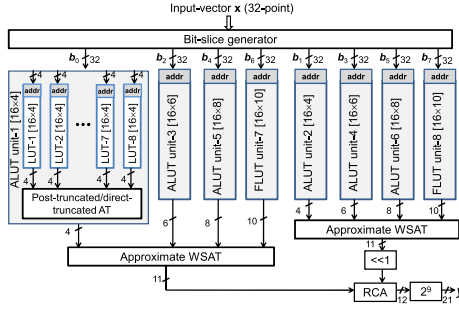 Input-vector x (32-point)
Bit-slice generator
b0 32 b2 32 b4 32 b6 32 b1 32 b3 32 b5 32 b7 32
4 4 4 4
addr addr addr addr addr addr addr addr addr addr addr
ALUT unit-1 [16×4]
LUT-1 [16×4]
LUT-2 [16×4]
...
LUT-7 [16×4]
LUT-8 [16×4]
ALUT unit-3 [16×6]
ALUT unit-5 [16×8]
FLUT unit-7 [16×10]
ALUT unit-2 [16×4]
ALUT unit-4 [16×6]
ALUT unit-6 [16×8]
FLUT unit-8 [16×10]
4 4 4 4
Post-truncated/direct-
truncated AT
4 6 8 10 4 6 8 10
Approximate WSAT
Approximate WSAT
11
<<1
11
RCA 12 2^9 21 y